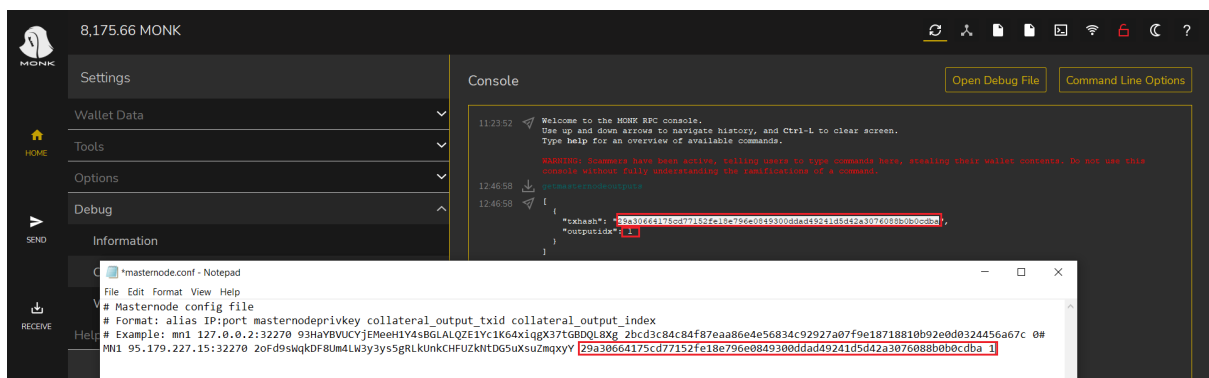 8,175.66 MONK
MONK
Settings
Console
Open Debug File
Command Line Options
Wallet Data
Tools
Options
Debug
Information
HOME
SEND
RECEIVE
11:23:52
Welcome to the MONK RPC console.
Use up and down arrows to navigate history, and Ctrl-L to clear screen.
Type help for an overview of available commands.
WARNING: Scammers have been active, telling users to type commands here, stealing their wallet contents. Do not use this
console without fully understanding the ramifications of a command.
12:46:58
getmasternodeoutputs
12:46:58
[
{
"txhash": "29a30664175cd77152fe18e796e0849300ddad49241d5d42a3076088b0b0cdba",
"outputidx": 1
}
]
C
V
Help
*masternode.conf - Notepad
File Edit Format View Help
# Masternode config file
# Format: alias IP:port masternodeprivkey collateral_output_txid collateral_output_index
# Example: mn1 127.0.0.2:32270 93HaYBVUCYjEMeeH1Y4sBGLALQZE1Yc1K64xiqgX37tGBDQL8Xg 2bcd3c84c84f87eaa86e4e56834c92927a07f9e18718810b92e0d0324456a67c 0#
MN1 95.179.227.15:32270 2oFd9sWqkDF8Um4LW3y3ys5gRLkUnkCHFUZkNtDG5uXsuZmqxyY 29a30664175cd77152fe18e796e0849300ddad49241d5d42a3076088b0b0cdba 1